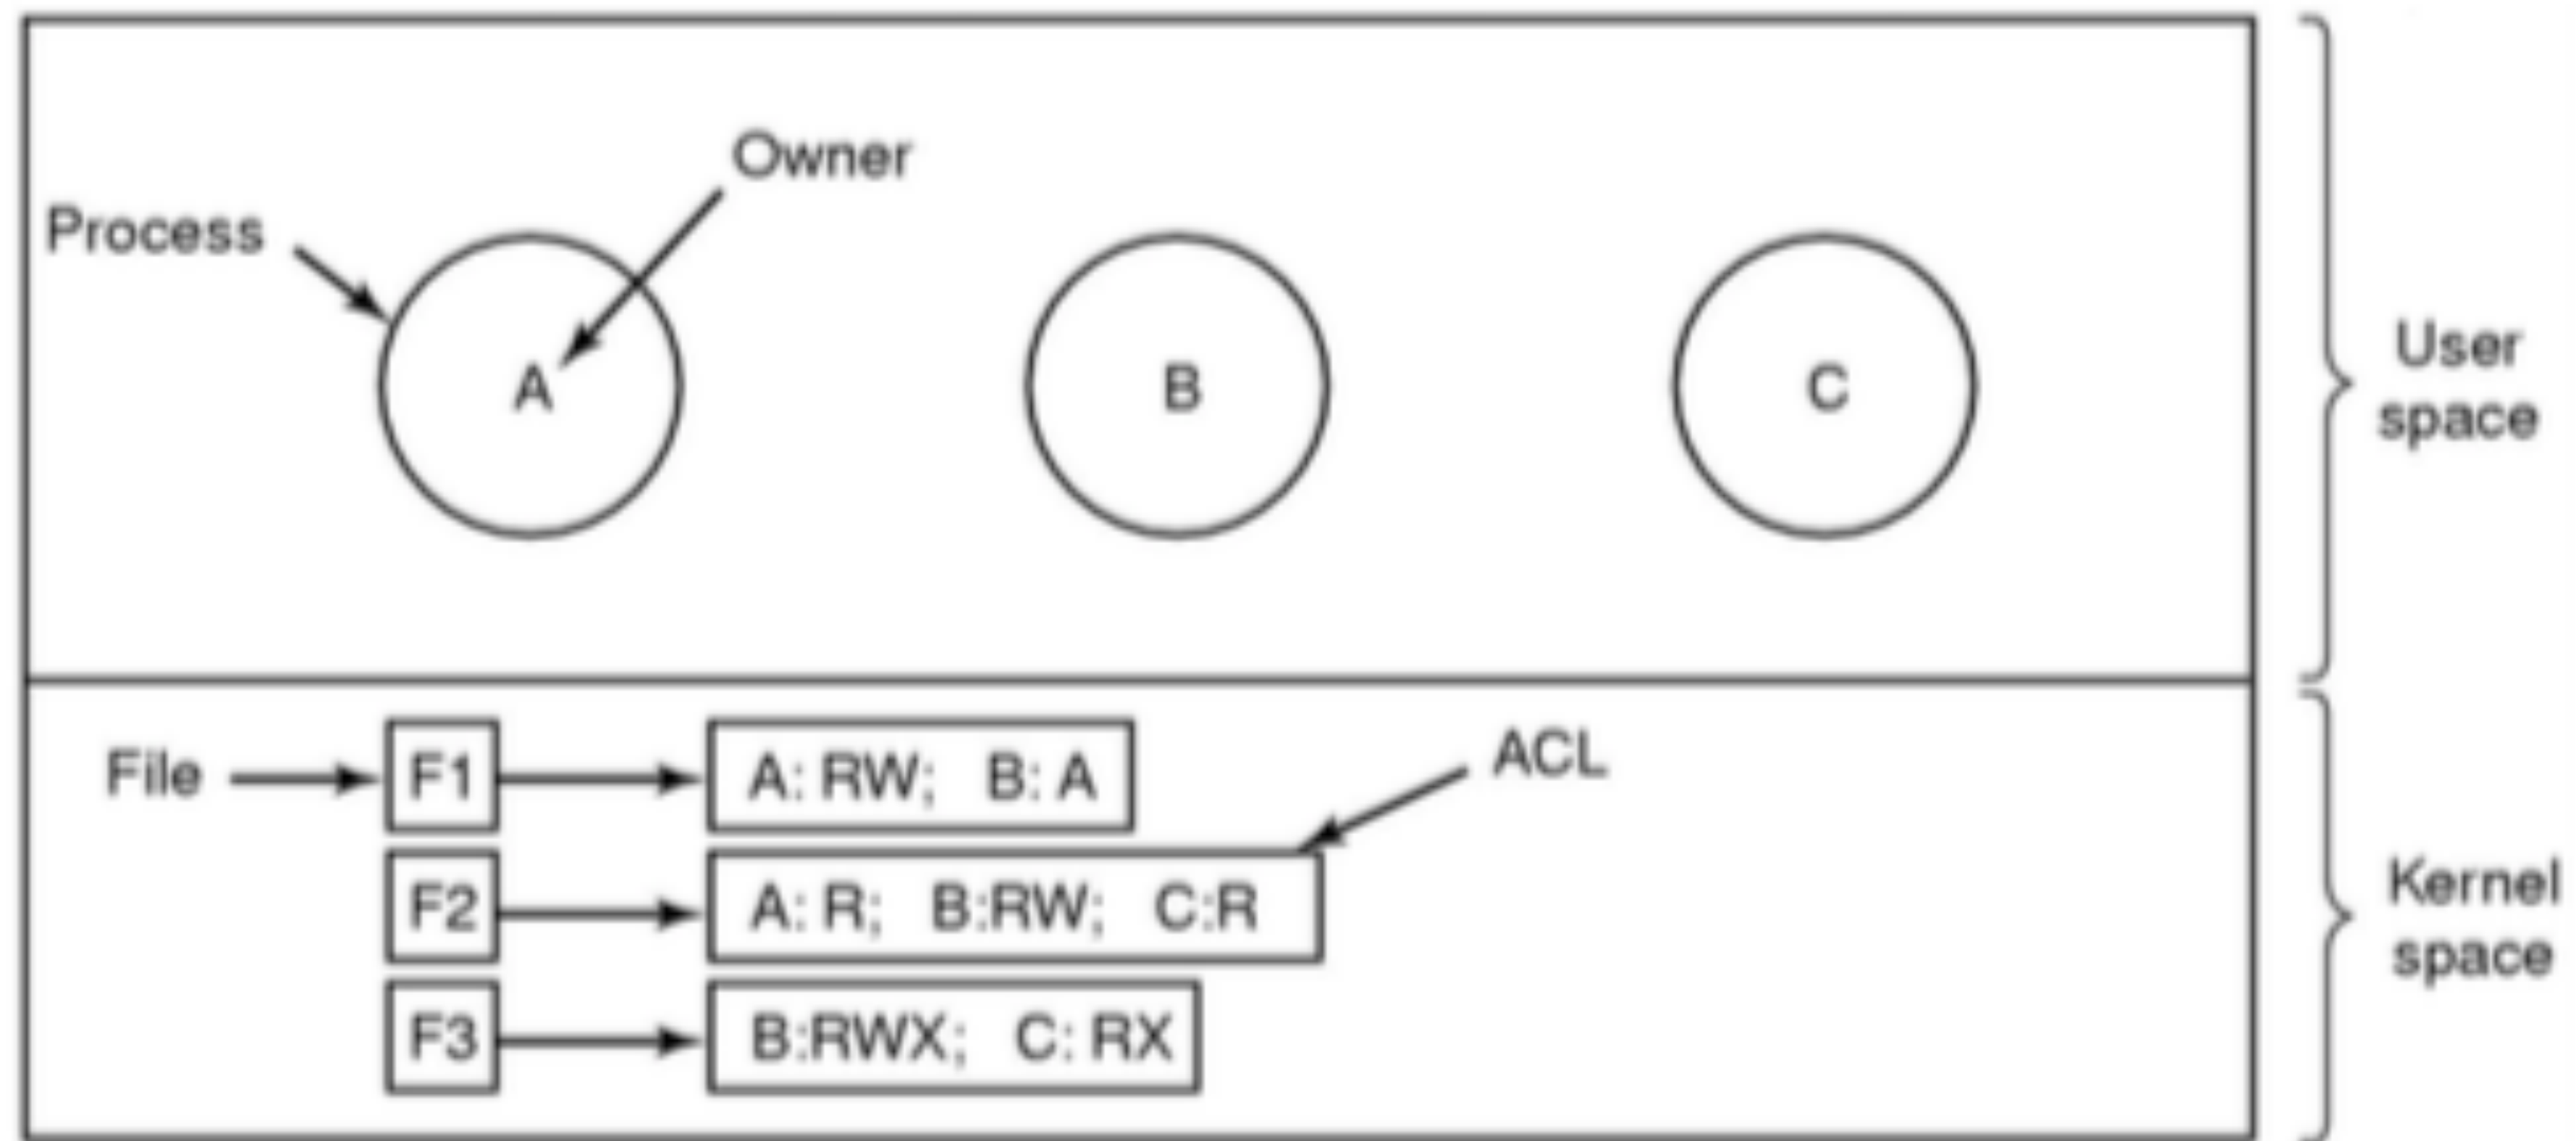 Owner
Process
A
B
C
User
space
File
F1
A: RW; B: A
ACL
F2
A: R; B:RW; C:R
F3
B:RWX; C: RX
Kernel
space